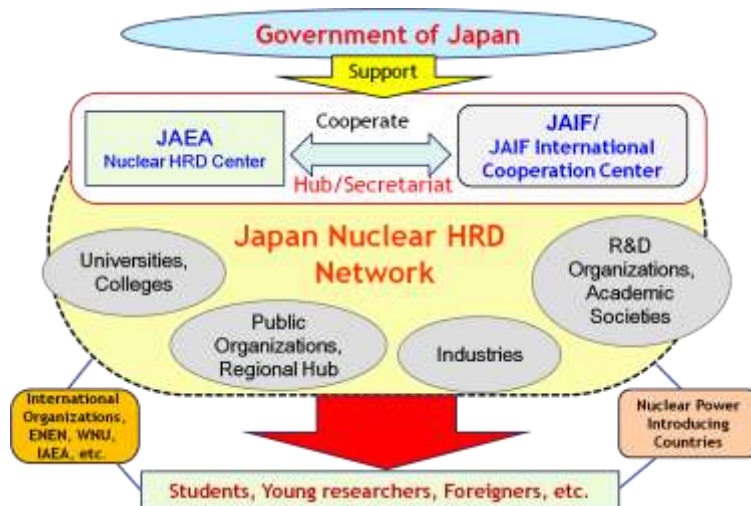 Government of Japan
Support
JAEA
Nuclear HRD Center
Cooperate
Hub/Secretariat
JAIF/
JAIF International
Cooperation Center
Japan Nuclear HRD
Network
Universities,
Colleges
Public
Organizations,
Regional Hub
Industries
R&D
Organizations,
Academic
Societies
International
Organizations,
ENEN, WNU,
IAEA, etc.
Nuclear Power
Introducing
Countries
Students, Young researchers, Foreigners, etc.